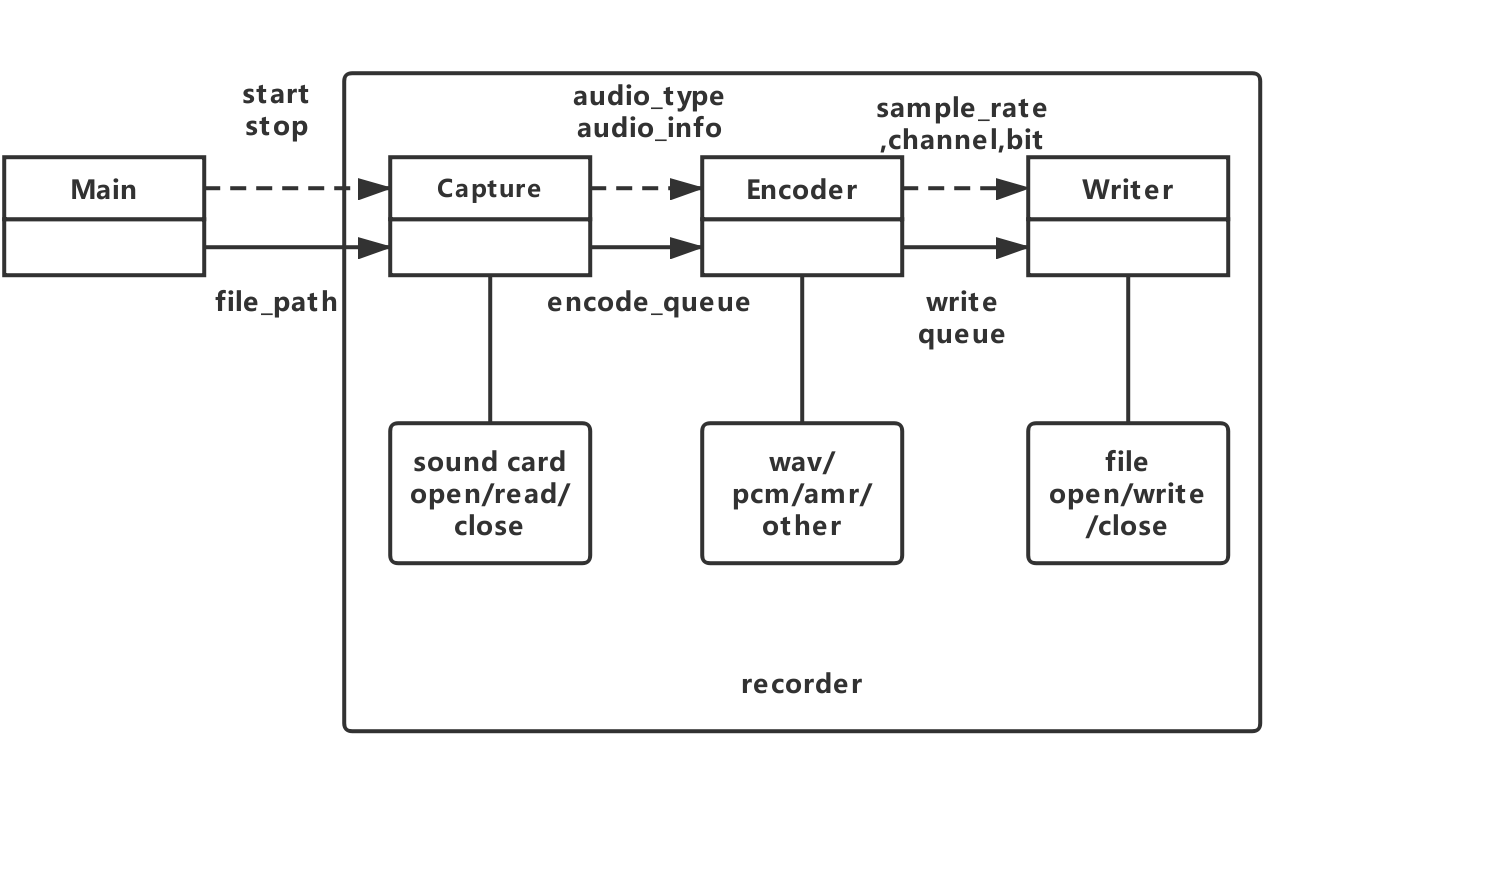 start
stop
audio_type
audio_info
sample_rate
,channel,bit
Main
Capture
Encoder
Writer
file_path
encode_queue
write
queue
sound card
open/read/
close
wav/
pcm/amr/
other
file
open/write
/close
recorder